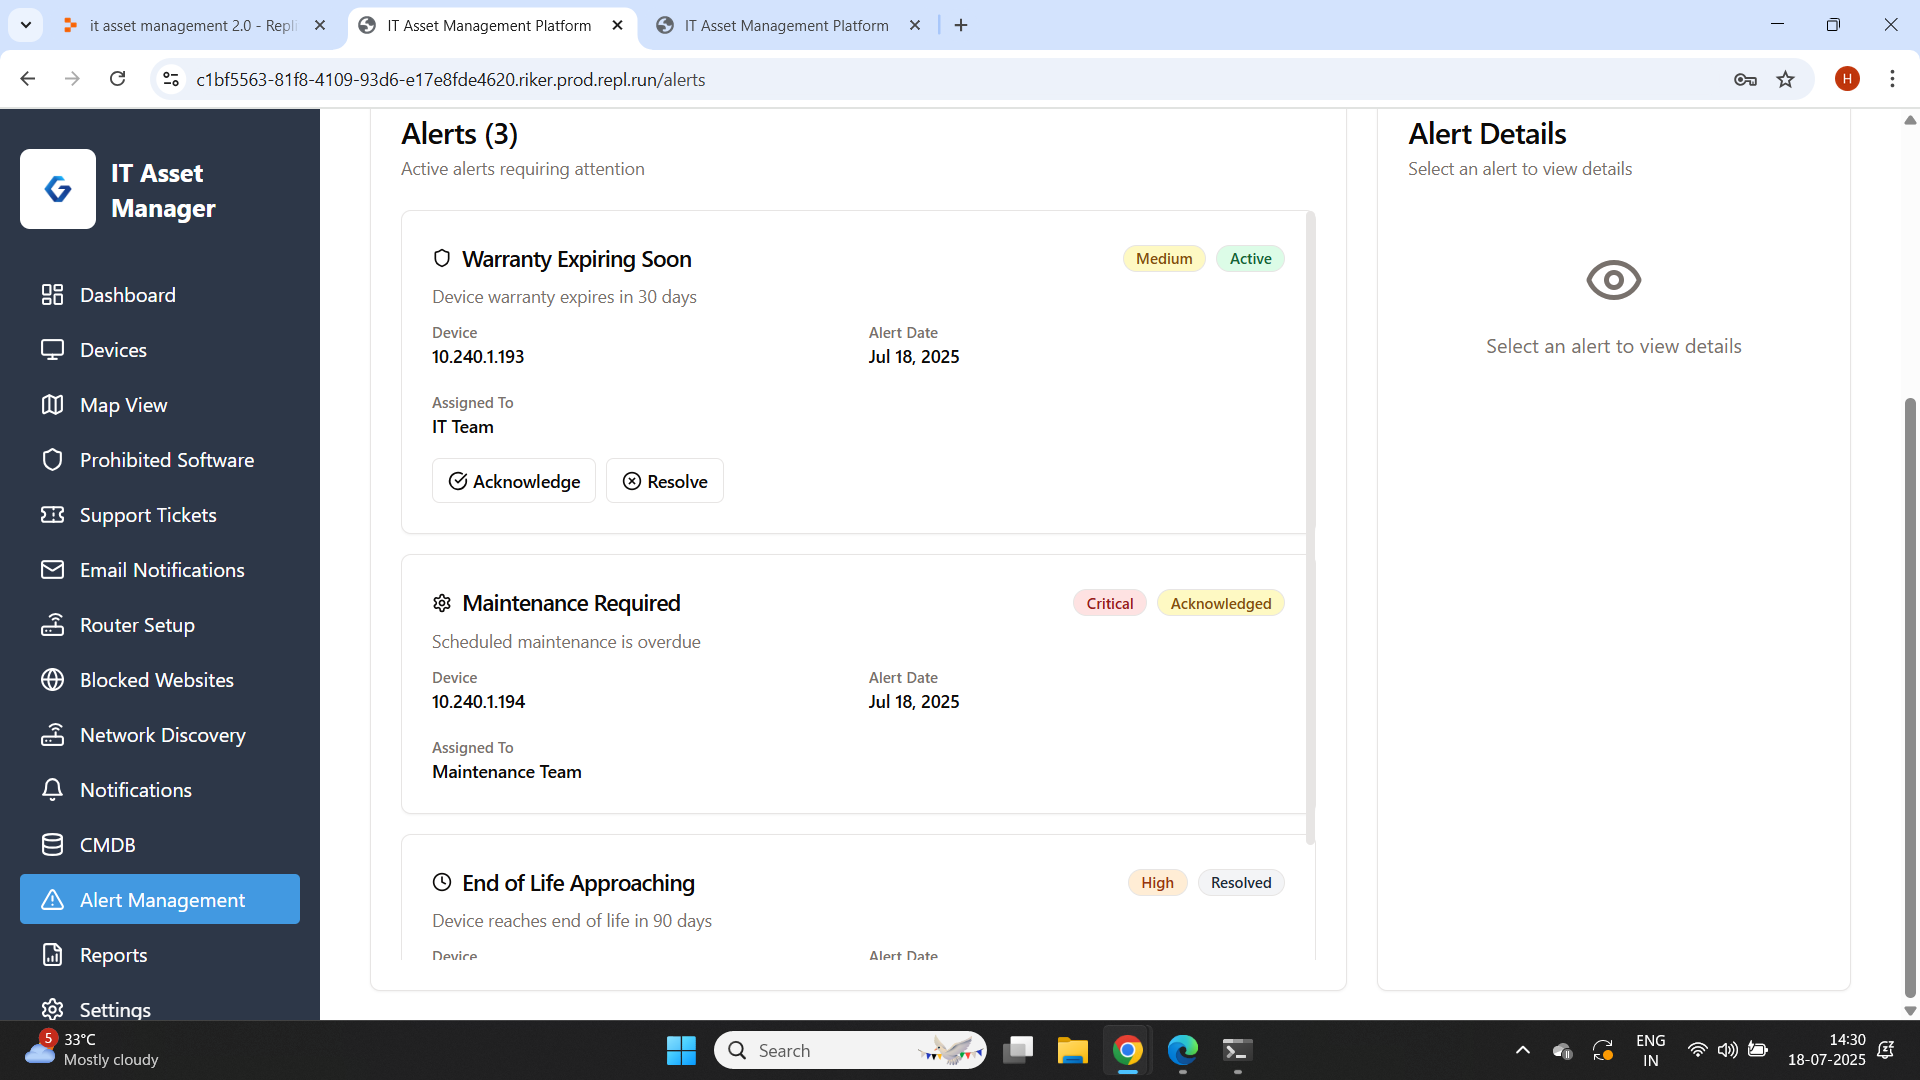 it asset management 2.0 - Repli
IT Asset Management Platform
IT Asset Management Platform
c1bf5563-81f8-4109-93d6-e17e8fde4620.riker.prod.repl.run/alerts
H
IT Asset
Manager
Dashboard
Devices
Map View
Prohibited Software
Support Tickets
Email Notifications
Router Setup
Blocked Websites
Network Discovery
Notifications
CMDB
Alert Management
Reports
Settings
Alerts (3)
Active alerts requiring attention
Warranty Expiring Soon
Medium
Active
Device warranty expires in 30 days
Device
Alert Date
10.240.1.193
Jul 18, 2025
Assigned To
IT Team
Acknowledge
Resolve
Maintenance Required
Critical
Acknowledged
Scheduled maintenance is overdue
Device
Alert Date
10.240.1.194
Jul 18, 2025
Assigned To
Maintenance Team
End of Life Approaching
High
Resolved
Device reaches end of life in 90 days
Device
Alert Date
Alert Details
Select an alert to view details
Select an alert to view details
5
33°C
Mostly cloudy
Search
ENG
IN
14:30
18-07-2025